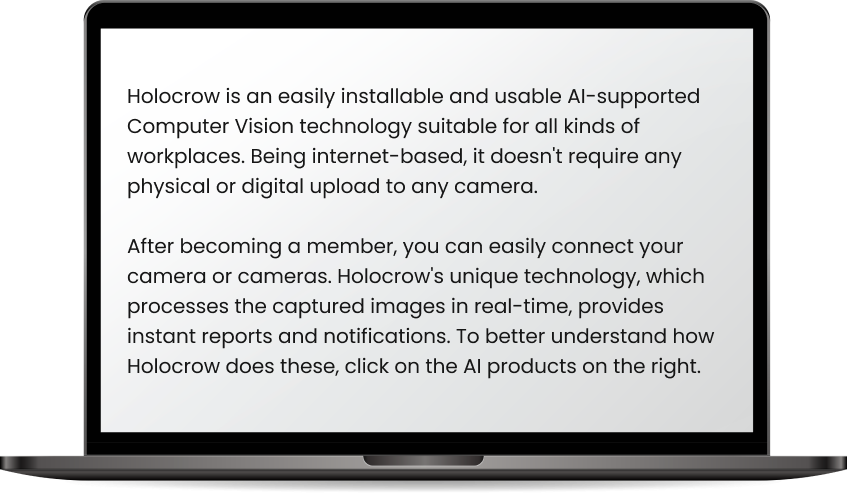 Holocrow is an easily installable and usable AI-supported
Computer Vision technology suitable for all kinds of
workplaces. Being internet-based, it doesn't require any
physical or digital upload to any camera.
After becoming a member, you can easily connect your
camera or cameras. Holocrow's unique technology, which
processes the captured images in real-time, provides
instant reports and notifications. To better understand how
Holocrow does these, click on the AI products on the right.